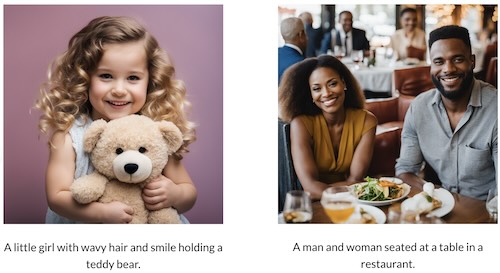 A little girl with wavy hair and smile holding a
teddy bear.
A man and woman seated at a table in a
restaurant.